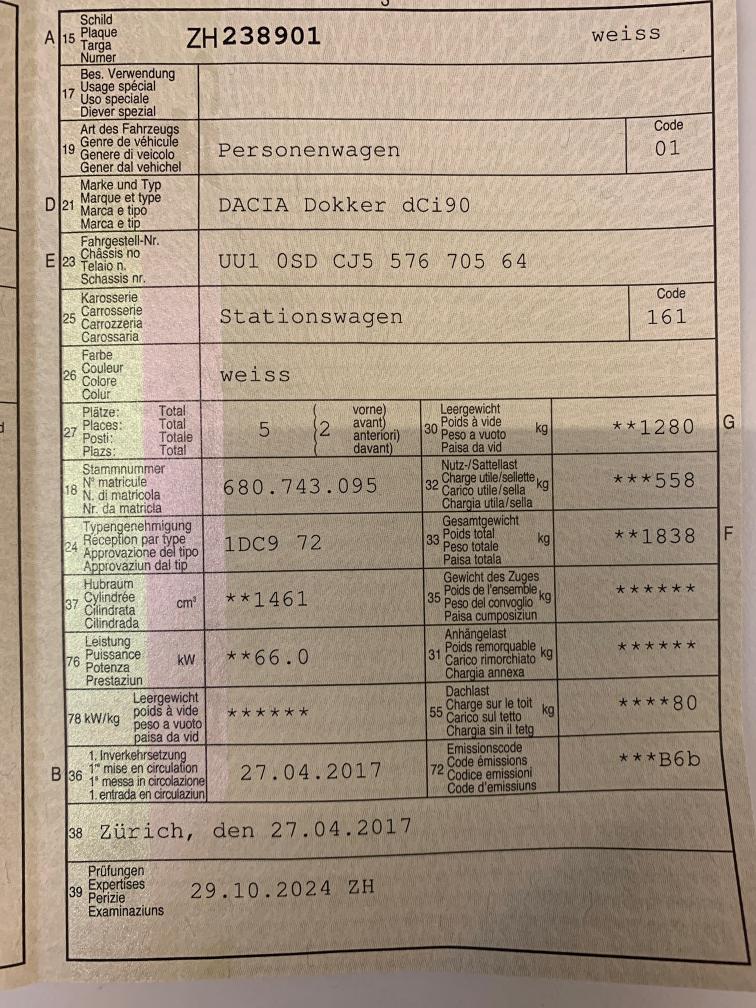 A 15 Schild Plaque Targa Numer ZH 238901 weiss
17 Bes. Verwendung
Usage spécial
Uso speciale
Diever spezial
19 Art des Fahrzeugs
Genre de véhicule
Genere di veicolo
Gener dal vehichel
Personenwagen
Code
01
D 21 Marke und Typ
Marque et type
Marca e tipo
Marca e tip
DACIA Dokker dCi90
E 23 Fahrgestell-Nr.
Châssis no
Telaio n.
Schassis nr.
UU1 0SD CJ5 576 705 64
25 Karosserie
Carrosserie
Carrozzeria
Carossaria
Stationswagen
Code
161
26 Farbe
Couleur
Colore
Colur
weiss
27 Plätze: Total
Places: Total
Posti: Totale
Plazs: Total
5 (2 vorne)
avant)
anteriori)
davant)
30 Leergewicht
Poids à vide
Peso a vuoto
Paisa da vid
kg **1280 G
18 Stammnummer
N° matricule
N. di matricola
Nr. da matricla
680.743.095
32 Nutz-/Sattellast
Charge utile/sellette
Carico utile/sella
Chargia utila/sella
kg ***558
24 Typengenehmigung
Réception par type
Approvazione del tipo
Approvaziun dal tip
1DC9 72
33 Gesamtgewicht
Poids total
Peso totale
Paisa totala
kg **1838 F
37 Hubraum
Cylindrée
Cilindrata
Cilindrada
cm³ **1461
35 Gewicht des Zuges
Poids de l'ensemble
Peso del convoglio
Paisa cumposiziun
kg ******
76 Leistung
Puissance
Potenza
Prestaziun
kW **66.0
31 Anhängelast
Poids remorquable
Carico rimorchiato
Chargia annexa
kg ******
78 kW/kg Leergewicht
poids à vide
peso a vuoto
paisa da vid
******
55 Dachlast
Charge sur le toit
Carico sul tetto
Chargia sin il tetg
kg ****80
B 36 1. Inverkehrsetzung
1re mise en circulation
1a messa in circolazione
1. entrada en circulaziun
27.04.2017
72 Emissionscode
Code émissions
Codice emissioni
Code d'emissiuns
***B6b
38 Zürich, den 27.04.2017
39 Prüfungen
Expertises
Perizie
Examinaziuns
29.10.2024 ZH